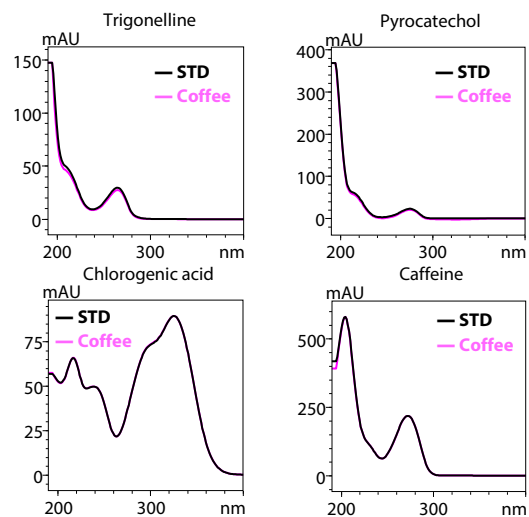 Trigonelline
mAU
150
100
50
0
STD
Coffee
200
300
nm
Pyrocatechol
mAU
400
300
200
100
0
STD
Coffee
200
300
nm
Chlorogenic acid
mAU
75
50
25
0
STD
Coffee
200
300
nm
Caffeine
mAU
500
250
0
STD
Coffee
200
300
nm